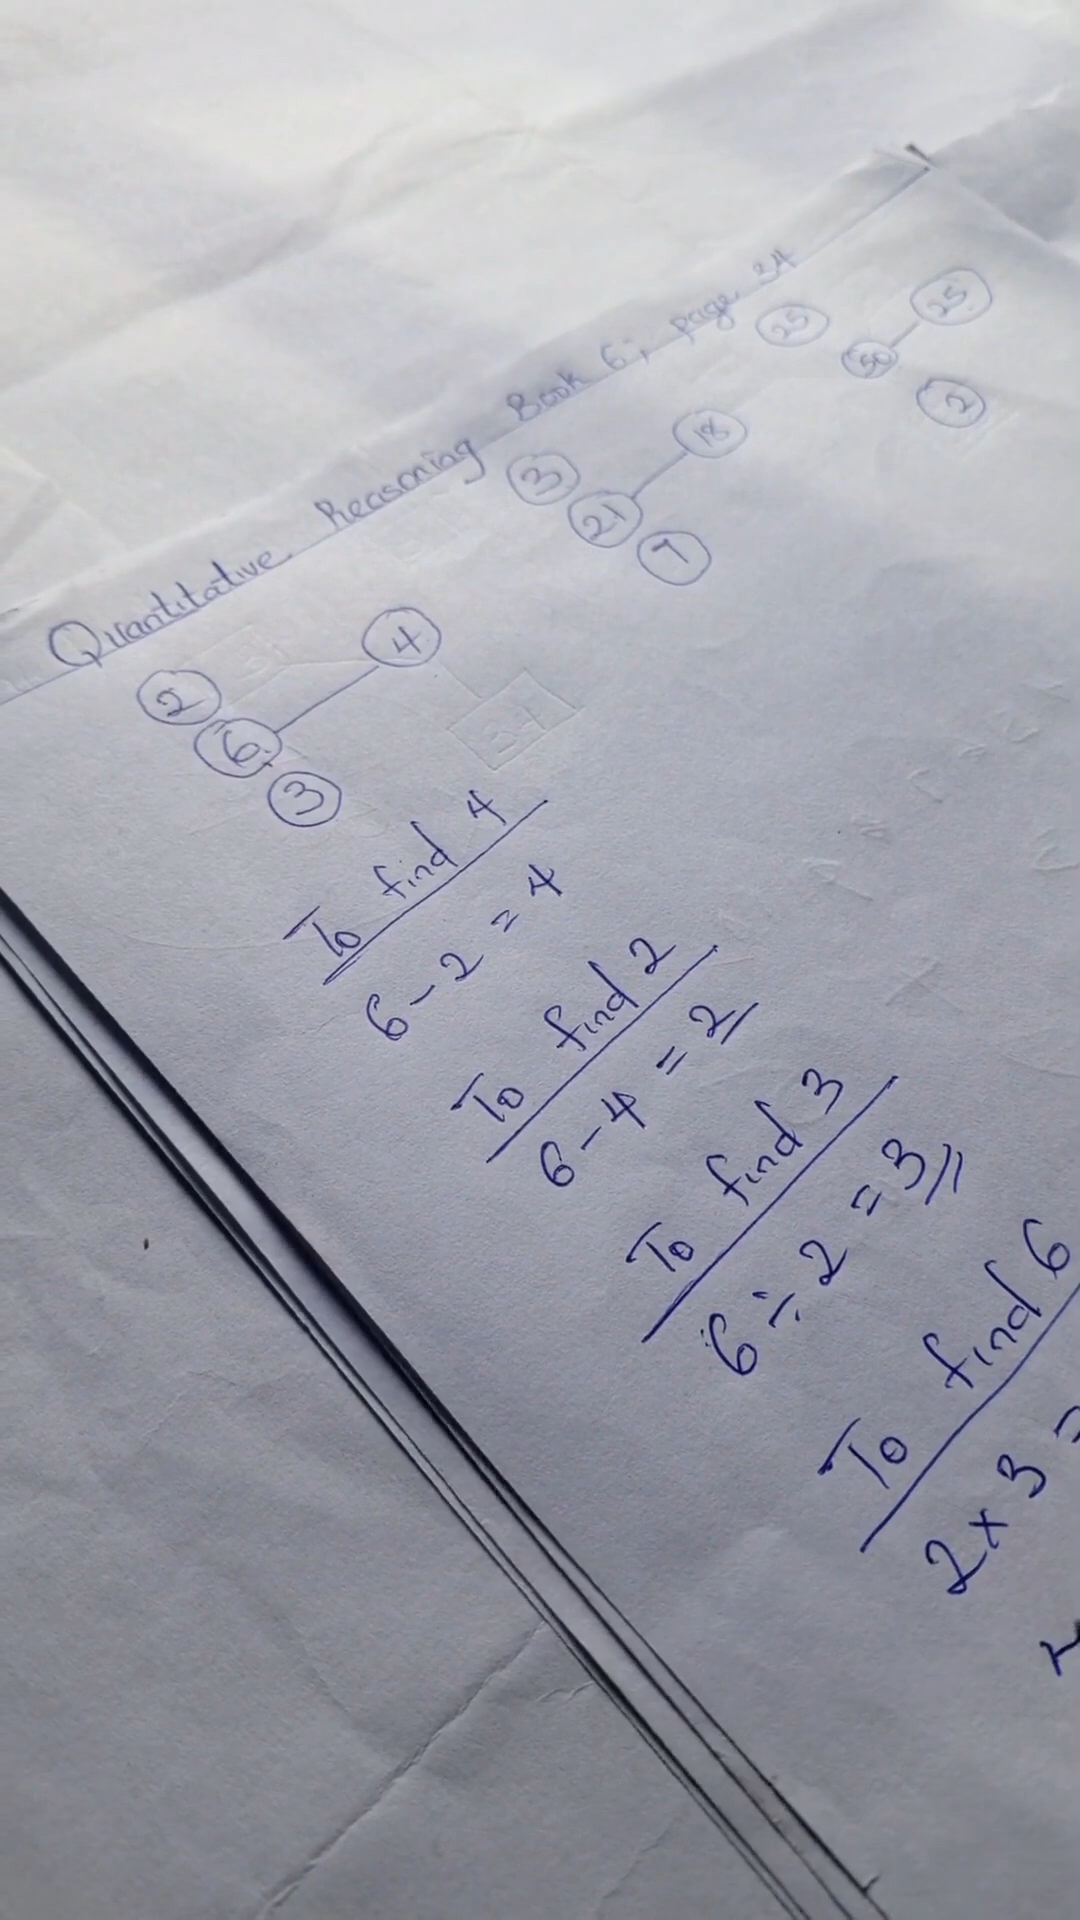 Quantitative Reasoning Book 6, page 34
2 4
6
3
3 18
21
7
25 25
50
2
To find 4
6 - 2 = 4
To find 2
6 - 4 = 2
To find 3
6 ÷ 2 = 3
To find 6
2 x 3 =